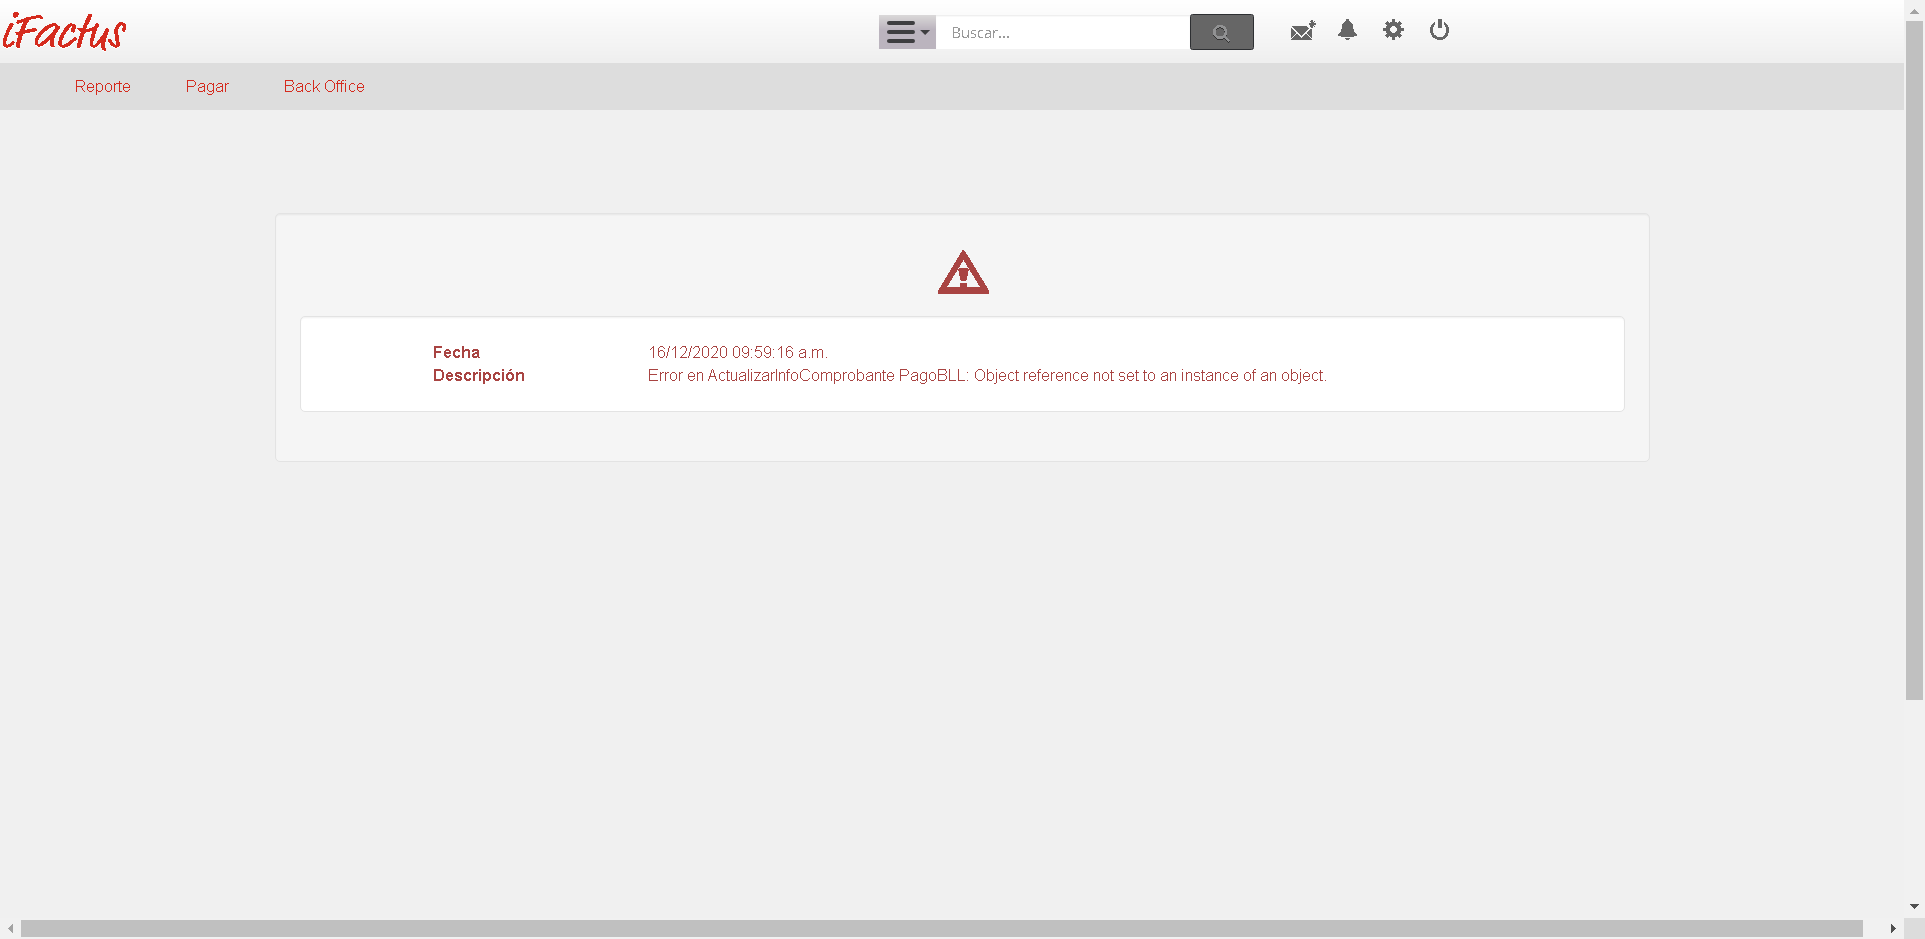 iFactus
Buscar...
Reporte Pagar Back Office
Fecha 16/12/2020 09:59:16 a.m.
Descripción Error en ActualizarInfoComprobante PagoBLL: Object reference not set to an instance of an object.